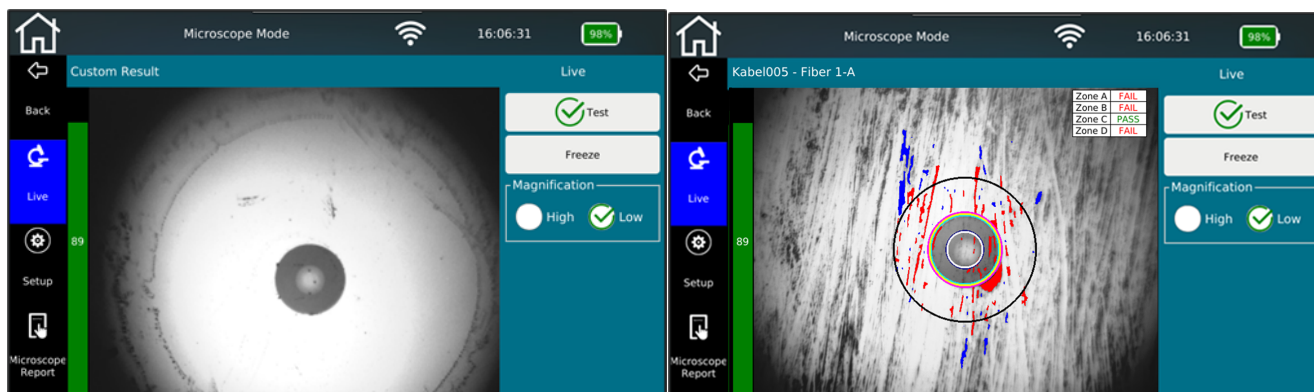 Microscope Mode
16:06:31
98%
Custom Result
Live
Back
Test
Freeze
Magnification
High
Low
Live
89
Setup
Microscope
Report
Microscope Mode
16:06:31
98%
Kabel005 - Fiber 1-A
Live
Back
Zone A FAIL
Zone B FAIL
Zone C PASS
Zone D FAIL
Test
Freeze
Magnification
High
Low
Live
89
Setup
Microscope
Report